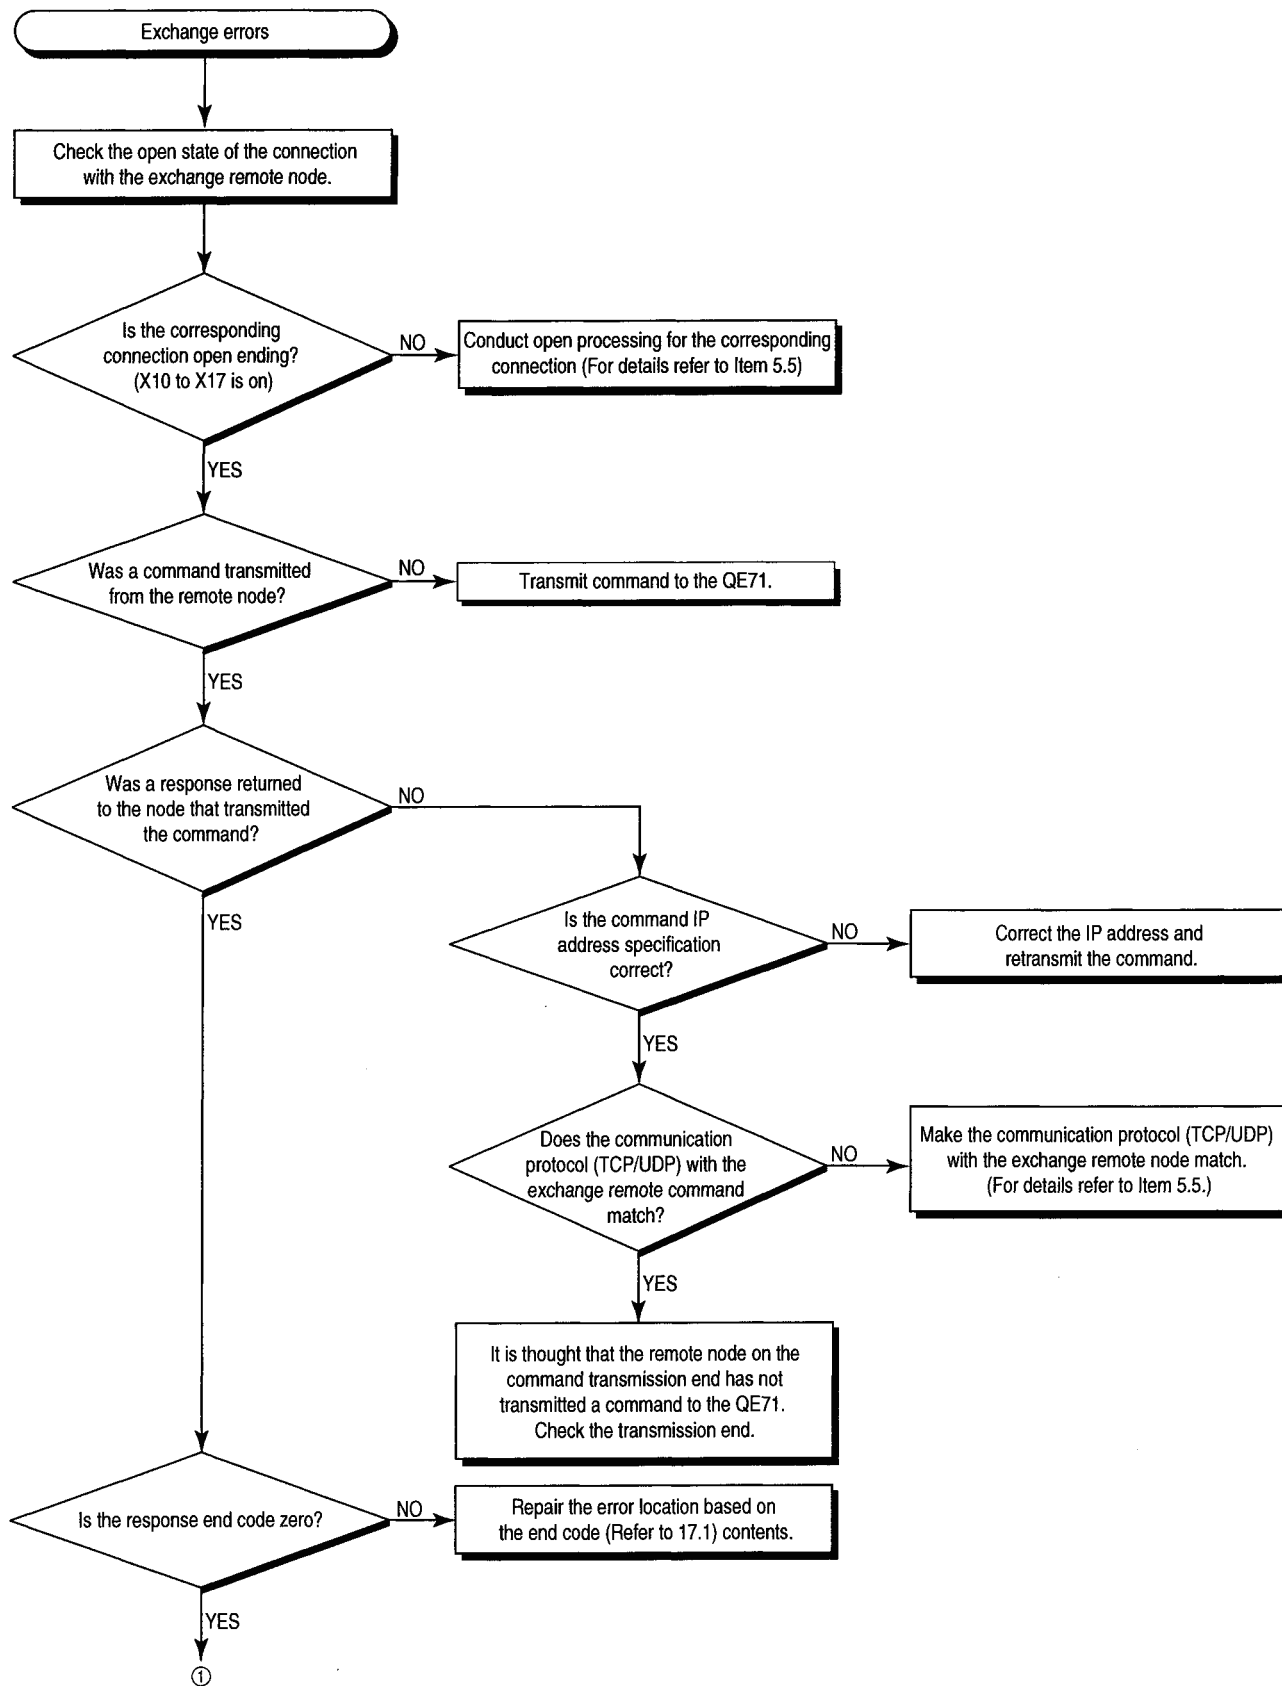 Exchange errors
Check the open state of the connection
with the exchange remote node.
Is the corresponding
connection open ending?
(X10 to X17 is on)
NO
Conduct open processing for the corresponding
connection (For details refer to Item 5.5)
YES
Was a command transmitted
from the remote node?
NO
Transmit command to the QE71.
YES
Was a response returned
to the node that transmitted
the command?
NO
YES
Is the command IP
address specification
correct?
NO
Correct the IP address and
retransmit the command.
YES
Does the communication
protocol (TCP/UDP) with the
exchange remote command
match?
NO
Make the communication protocol (TCP/UDP)
with the exchange remote node match.
(For details refer to Item 5.5.)
YES
It is thought that the remote node on the
command transmission end has not
transmitted a command to the QE71.
Check the transmission end.
Is the response end code zero?
NO
Repair the error location based on
the end code (Refer to 17.1) contents.
YES
①